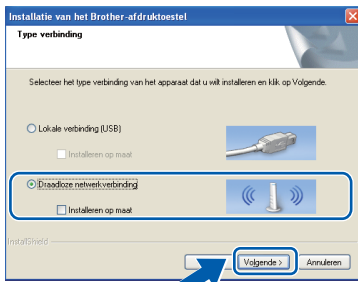 Installatie van het Brother-afdruktoestel
Type verbinding
Selecteer het type verbinding van het apparaat dat u wilt installeren en klik op Volgende.
Lokale verbinding (USB)
Installeren op maat
Draadloze netwerkverbinding
Installeren op maat
InstallShield
Volgende >
Annuleren